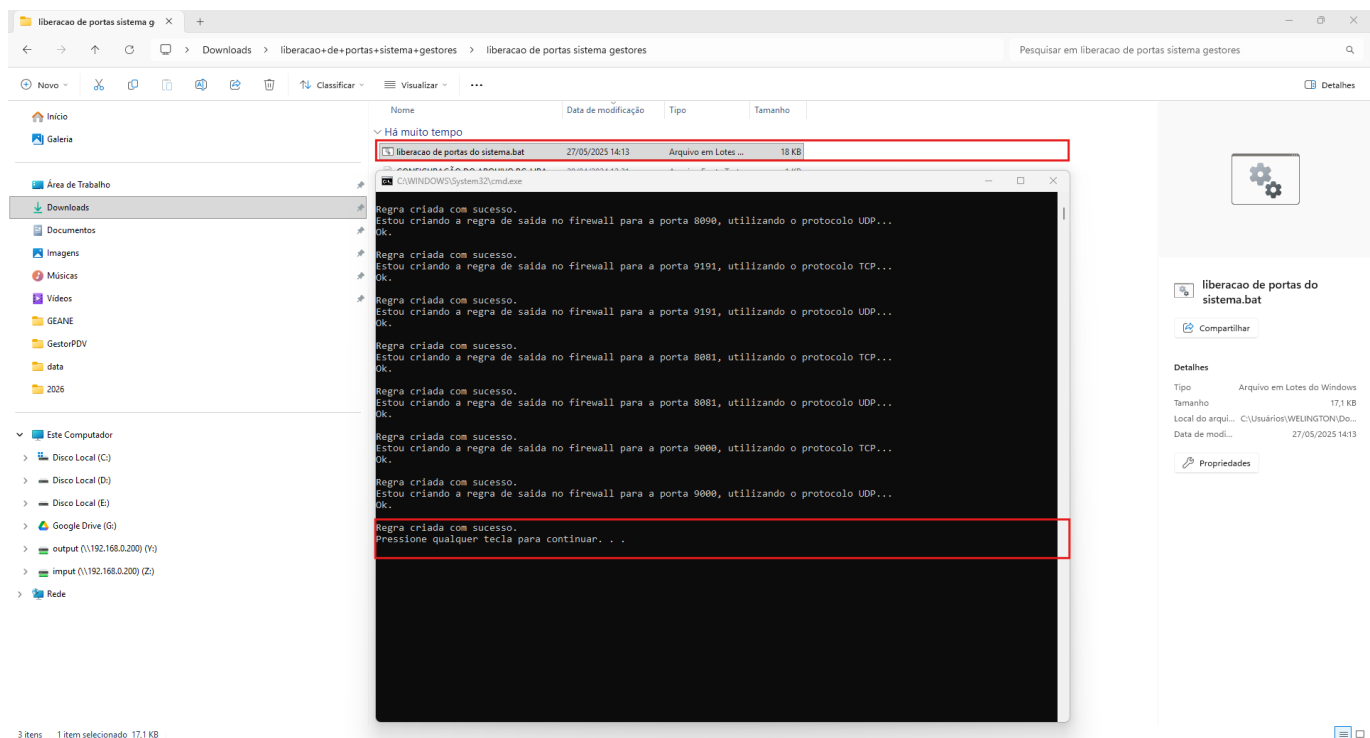 liberacao de portas sistema g
Downloads > liberacao+de+portas+sistema+gestores > liberacao de portas sistema gestores
Pesquisar em liberacao de portas sistema gestores
Novo
Classificar
Visualizar
Detalhes
Início
Galeria
Área de Trabalho
Downloads
Documentos
Imagens
Músicas
Vídeos
GEANE
GestorPDV
data
2026
Este Computador
Disco Local (C:)
Disco Local (D:)
Disco Local (E:)
Google Drive (G:)
output (\\192.168.0.200) (Y:)
imput (\\192.168.0.200) (Z:)
Rede
Nome Data de modificação Tipo Tamanho
Há muito tempo
liberacao de portas do sistema.bat 27/05/2025 14:13 Arquivo em Lotes ... 18 KB
C:\WINDOWS\System32\cmd.exe
Regra criada com sucesso.
Estou criando a regra de saida no firewall para a porta 8090, utilizando o protocolo UDP...
Ok.
Regra criada com sucesso.
Estou criando a regra de saida no firewall para a porta 9191, utilizando o protocolo TCP...
Ok.
Regra criada com sucesso.
Estou criando a regra de saida no firewall para a porta 9191, utilizando o protocolo UDP...
Ok.
Regra criada com sucesso.
Estou criando a regra de saida no firewall para a porta 8081, utilizando o protocolo TCP...
Ok.
Regra criada com sucesso.
Estou criando a regra de saida no firewall para a porta 8081, utilizando o protocolo UDP...
Ok.
Regra criada com sucesso.
Estou criando a regra de saida no firewall para a porta 9000, utilizando o protocolo TCP...
Ok.
Regra criada com sucesso.
Estou criando a regra de saida no firewall para a porta 9000, utilizando o protocolo UDP...
Ok.
Regra criada com sucesso.
Pressione qualquer tecla para continuar. . .
liberacao de portas do
sistema.bat
Compartilhar
Detalhes
Tipo Arquivo em Lotes do Windows
Tamanho 17,1 KB
Local do arqui... C:\Usuários\WELINGTON\Do...
Data de modi... 27/05/2025 14:13
Propriedades
3 itens 1 item selecionado 17,1 KB